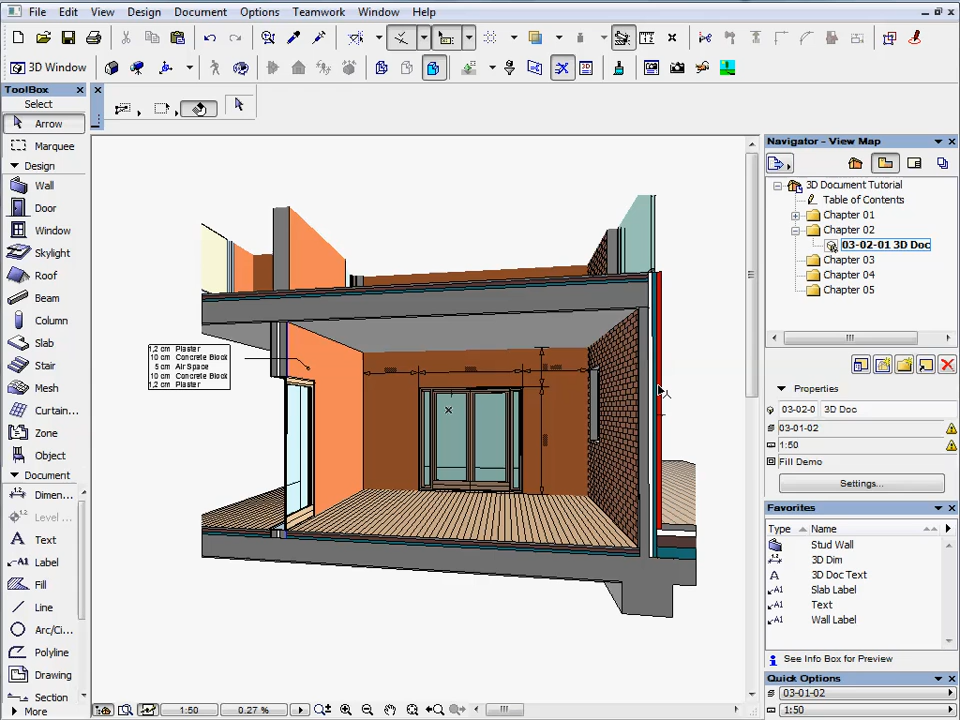 File Edit View Design Document Options Teamwork Window Help
3D Window
ToolBox
Select
Arrow
Marquee
Design
Wall
Door
Window
Skylight
Roof
Beam
Column
Slab
Stair
Mesh
Curtain...
Zone
Object
Document
Dimen...
Level ...
Text
Label
Fill
Line
Arc/Ci...
Polyline
Drawing
Section
More
1,2 cm Plaster
10 cm Concrete Block
5 cm Air Space
10 cm Concrete Block
1,2 cm Plaster
1:50
0.27 %
Navigator - View Map
3D Document Tutorial
Table of Contents
Chapter 01
Chapter 02
03-02-01 3D Doc
Chapter 03
Chapter 04
Chapter 05
Properties
03-02-0 3D Doc
03-01-02
1:50
Fill Demo
Settings...
Favorites
Type Name
Stud Wall
3D Dim
A 3D Doc Text
A1 Slab Label
A1 Text
A1 Wall Label
See Info Box for Preview
Quick Options
03-01-02
1:50